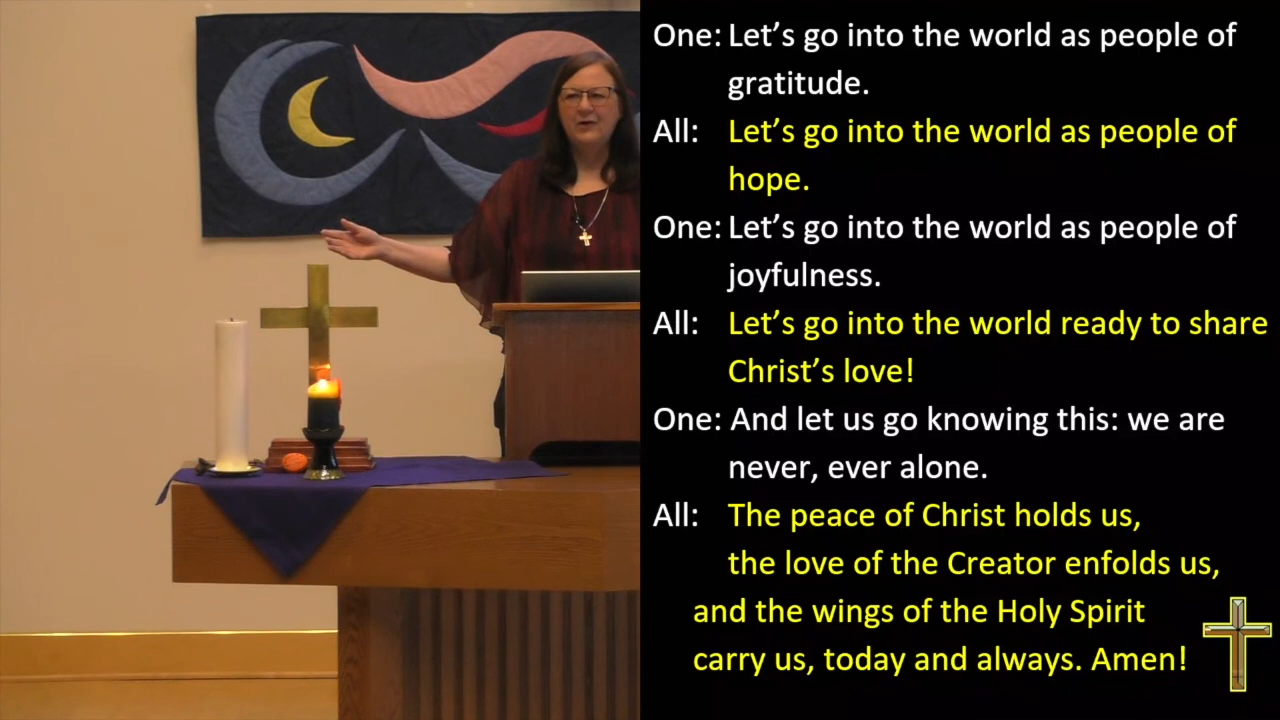 One: Let’s go into the world as people of
gratitude.
All: Let’s go into the world as people of
hope.
One: Let’s go into the world as people of
joyfulness.
All: Let’s go into the world ready to share
Christ’s love!
One: And let us go knowing this: we are
never, ever alone.
All: The peace of Christ holds us,
the love of the Creator enfolds us,
and the wings of the Holy Spirit
carry us, today and always. Amen!